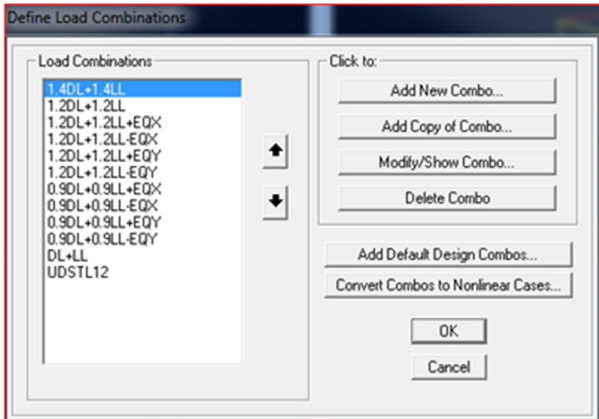 Define Load Combinations
Load Combinations
1.4DL+1.4LL
1.2DL+1.2LL
1.2DL+1.2LL+EQX
1.2DL+1.2LL-EQX
1.2DL+1.2LL+EQY
1.2DL+1.2LL-EQY
0.9DL+0.9LL+EQX
0.9DL+0.9LL-EQX
0.9DL+0.9LL+EQY
0.9DL+0.9LL-EQY
DL+LL
UDSTL12
Click to:
Add New Combo...
Add Copy of Combo...
Modify/Show Combo...
Delete Combo
Add Default Design Combos...
Convert Combos to Nonlinear Cases...
OK
Cancel